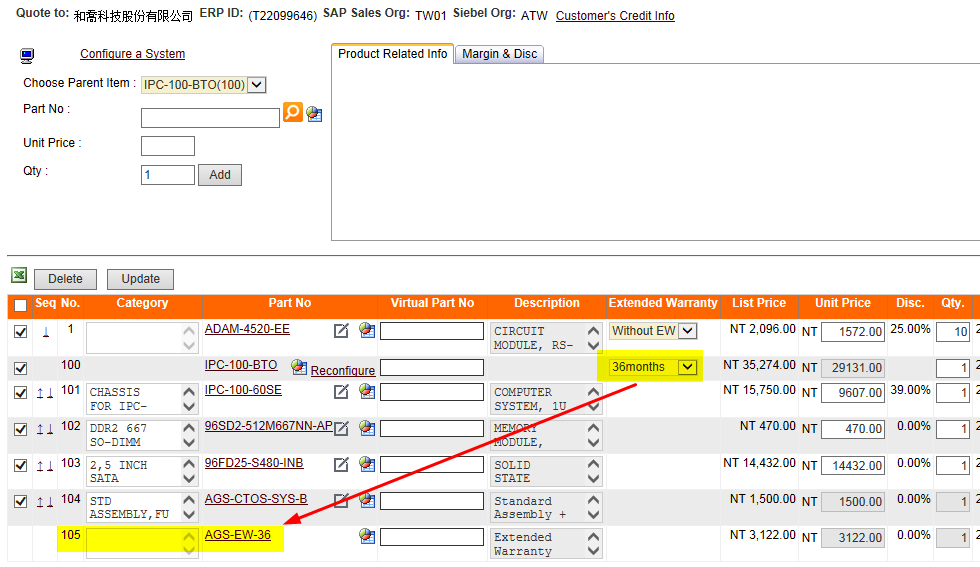 Quote to: 和喬科技股份有限公司 ERP ID: (T22099646) SAP Sales Org: TW01 Siebel Org: ATW Customer's Credit Info
Configure a System
Product Related Info Margin & Disc
Choose Parent Item : IPC-100-BTO(100)
Part No :
Unit Price :
Qty : 1 Add
Delete Update
Seq No. Category Part No Virtual Part No Description Extended Warranty List Price Unit Price Disc. Qty.
1 ADAM-4520-EE CIRCUIT MODULE, RS- Without EW NT 2,096.00 NT 1572.00 25.00% 10
100 IPC-100-BTO Reconfigure 36months NT 35,274.00 NT 29131.00 1
101 CHASSIS FOR IPC- IPC-100-60SE COMPUTER SYSTEM, 1U NT 15,750.00 NT 9607.00 39.00% 1
102 DDR2 667 SO-DIMM 96SD2-512M667NN-AP MEMORY MODULE, NT 470.00 NT 470.00 0.00% 1
103 2,5 INCH SATA 96FD25-S480-INB SOLID STATE NT 14,432.00 NT 14432.00 0.00% 1
104 STD ASSEMBLY,FU AGS-CTOS-SYS-B Standard Assembly + NT 1,500.00 NT 1500.00 0.00% 1
105 AGS-EW-36 Extended Warranty NT 3,122.00 NT 3122.00 0.00% 1